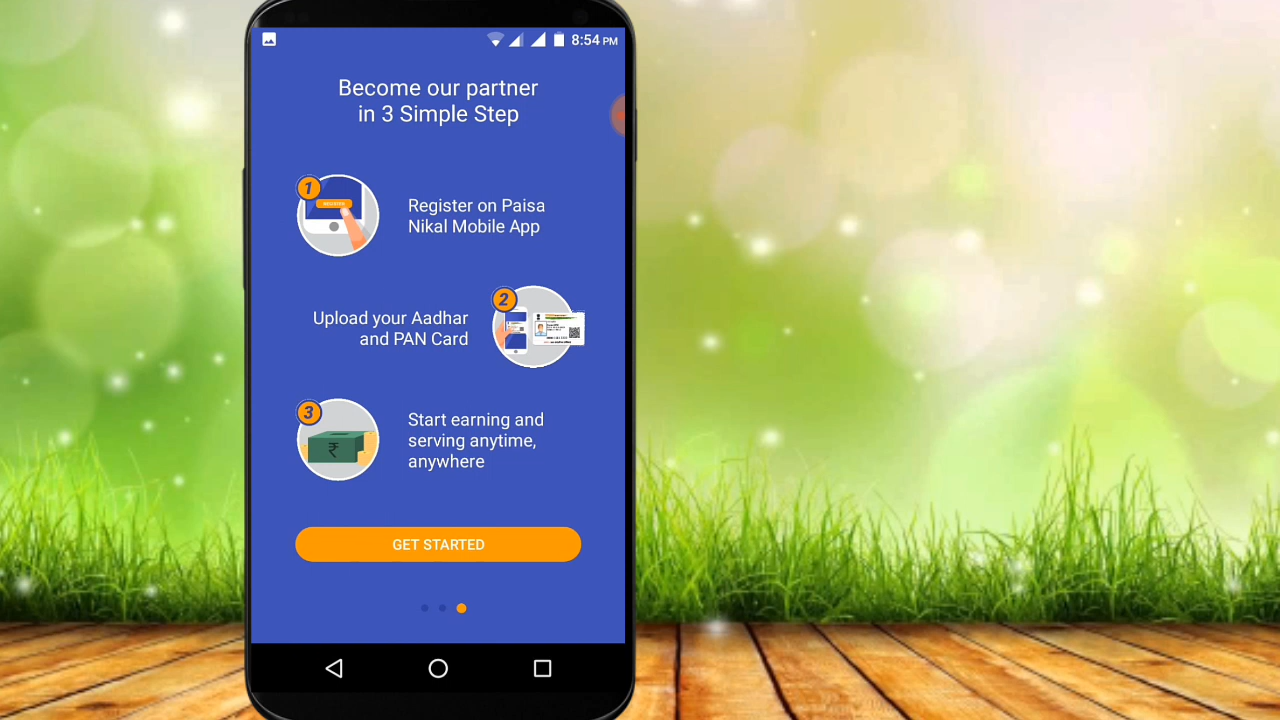 8:54 PM
Become our partner
in 3 Simple Step
1
Register on Paisa
Nikal Mobile App
Upload your Aadhar
and PAN Card
2
3
₹
Start earning and
serving anytime,
anywhere
GET STARTED